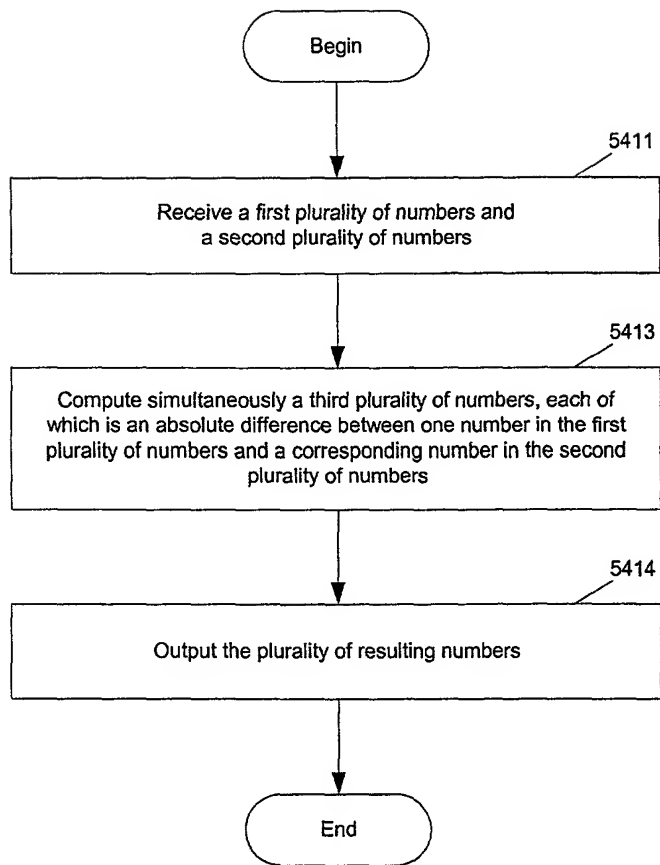 Begin
5411
Receive a first plurality of numbers and
a second plurality of numbers
5413
Compute simultaneously a third plurality of numbers, each of
which is an absolute difference between one number in the first
plurality of numbers and a corresponding number in the second
plurality of numbers
5414
Output the plurality of resulting numbers
End